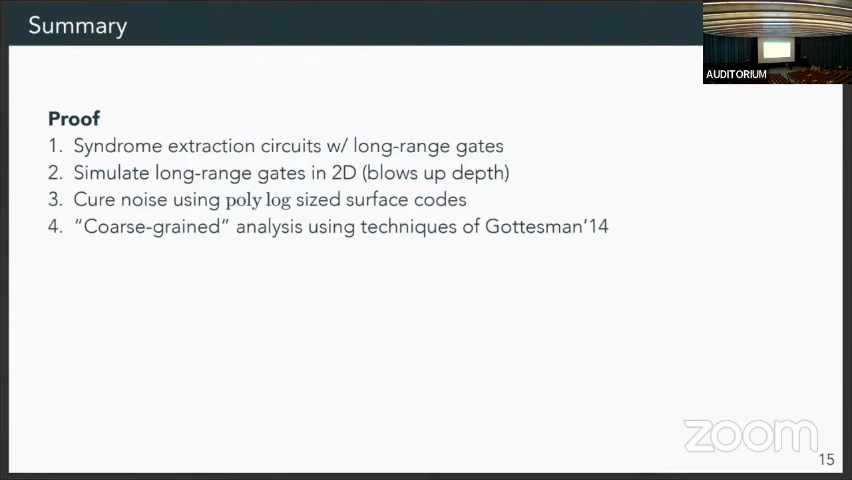 Summary
AUDITORIUM
Proof
1. Syndrome extraction circuits w/ long-range gates
2. Simulate long-range gates in 2D (blows up depth)
3. Cure noise using poly log sized surface codes
4. “Coarse-grained” analysis using techniques of Gottesman’14
zoom
15